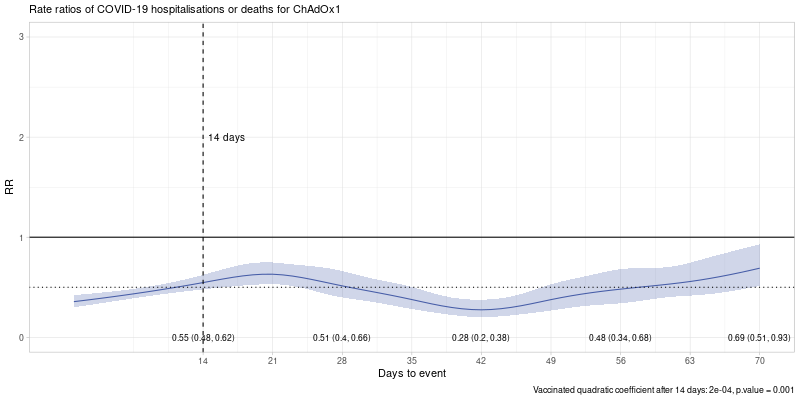 Rate ratios of COVID-19 hospitalisations or deaths for ChAdOx1
3
2
1
0
RR
14 days
0.55 (0.48, 0.62) 0.51 (0.4, 0.66) 0.28 (0.2, 0.38) 0.48 (0.34, 0.68) 0.69 (0.51, 0.93)
14 21 28 35 42 49 56 63 70
Days to event
Vaccinated quadratic coefficient after 14 days: 2e-04, p.value = 0.001